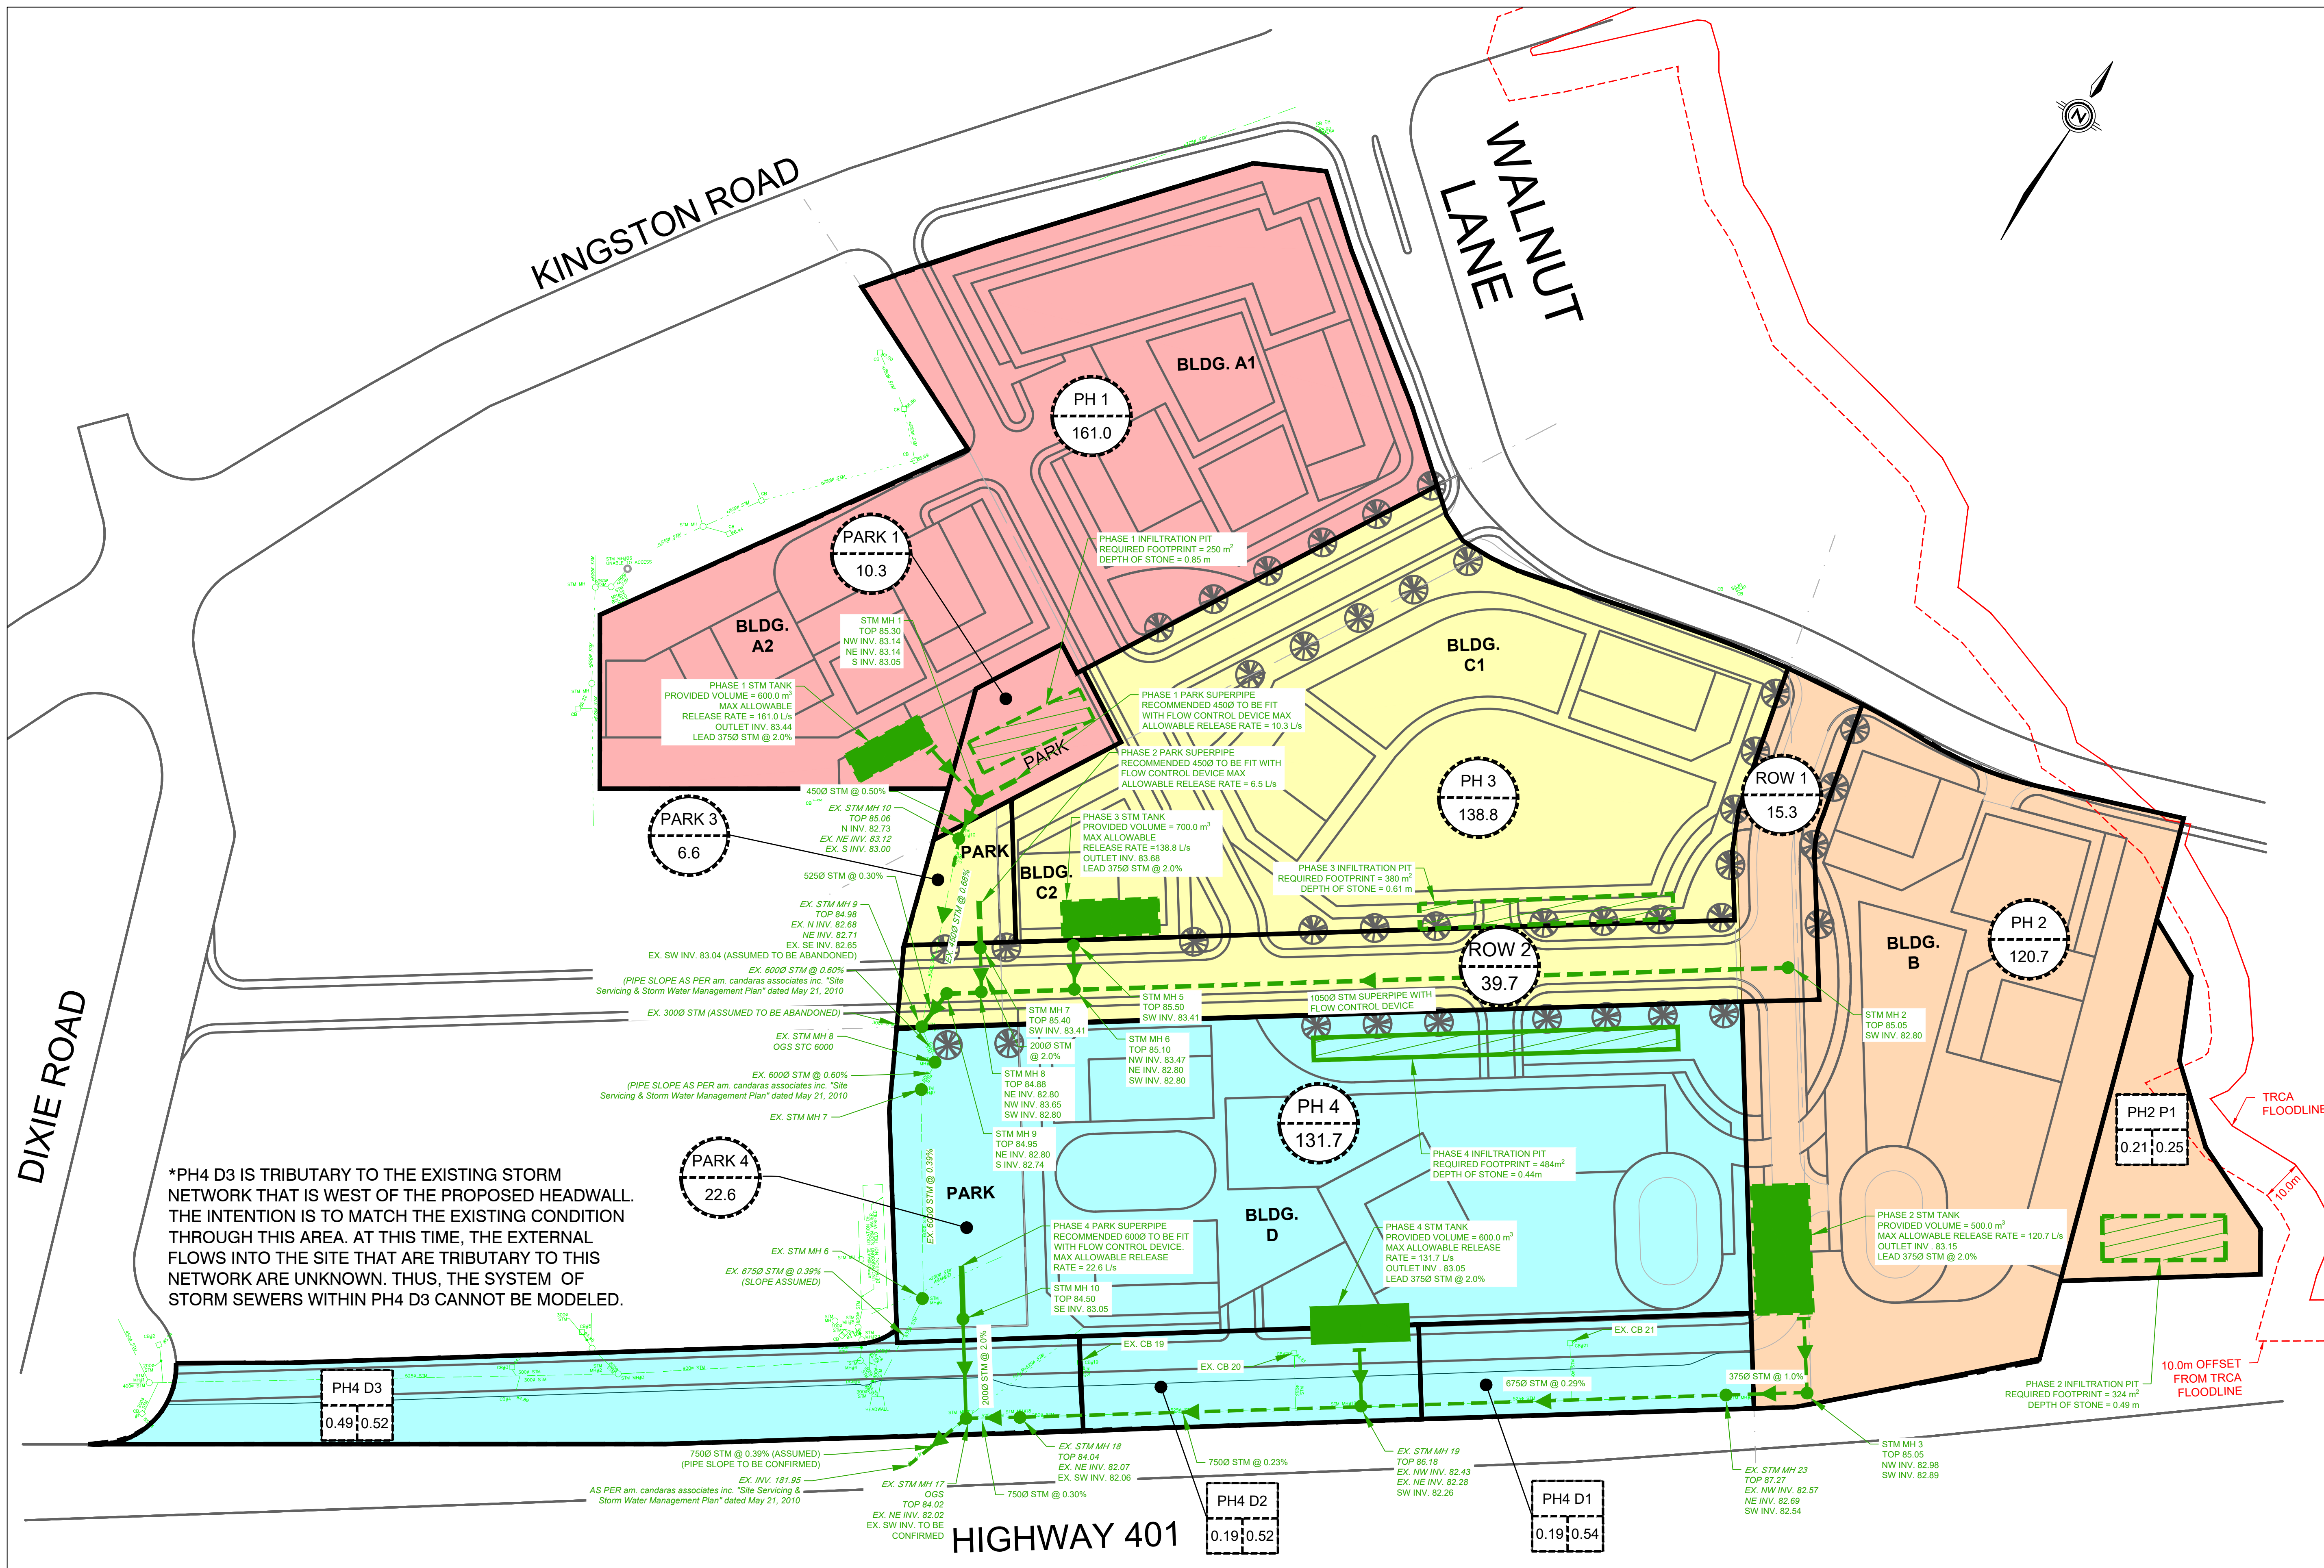 KINGSTON ROAD
WALNUT
LANE
N
BLDG. A1
PH 1
161.0
PARK 1
10.3
PHASE 1 INFILTRATION PIT
REQUIRED FOOTPRINT = 250 m²
DEPTH OF STONE = 0.85 m
BLDG.
A2
STM MH 1
TOP 85.30
NW INV. 83.14
NE INV. 83.14
S INV. 83.05
BLDG.
C1
PHASE 1 STM TANK
PROVIDED VOLUME = 600.0 m³
MAX ALLOWABLE
RELEASE RATE = 161.0 L/s
OUTLET INV. 83.44
LEAD 375Ø STM @ 2.0%
PHASE 1 PARK SUPERPIPE
RECOMMENDED 450Ø TO BE FIT
WITH FLOW CONTROL DEVICE MAX
ALLOWABLE RELEASE RATE = 10.3 L/s
PARK
PHASE 2 PARK SUPERPIPE
RECOMMENDED 450Ø TO BE FIT WITH
FLOW CONTROL DEVICE MAX
ALLOWABLE RELEASE RATE = 6.5 L/s
PH 3
138.8
ROW 1
15.3
450Ø STM @ 0.50%
EX. STM MH 10
TOP 85.06
N INV. 82.73
EX. NE INV. 83.12
EX. S INV. 83.00
PARK 3
6.6
PARK
BLDG.
C2
PHASE 3 STM TANK
PROVIDED VOLUME = 700.0 m³
MAX ALLOWABLE
RELEASE RATE =138.8 L/s
OUTLET INV. 83.68
LEAD 375Ø STM @ 2.0%
PHASE 3 INFILTRATION PIT
REQUIRED FOOTPRINT = 380 m²
DEPTH OF STONE = 0.61 m
525Ø STM @ 0.30%
EX. 450Ø STM @ 0.68%
EX. STM MH 9
TOP 84.98
EX. N INV. 82.68
NE INV. 82.71
EX. SE INV. 82.65
EX. SW INV. 83.04 (ASSUMED TO BE ABANDONED)
EX. 600Ø STM @ 0.60%
(PIPE SLOPE AS PER am. candaras associates inc. "Site
Servicing & Storm Water Management Plan" dated May 21, 2010
EX. 300Ø STM (ASSUMED TO BE ABANDONED)
ROW 2
39.7
PH 2
120.7
BLDG.
B
STM MH 5
TOP 85.50
SW INV. 83.41
1050Ø STM SUPERPIPE WITH
FLOW CONTROL DEVICE
STM MH 7
TOP 85.40
SW INV. 83.41
200Ø STM
@ 2.0%
STM MH 6
TOP 85.10
NW INV. 83.47
NE INV. 82.80
SW INV. 82.80
STM MH 2
TOP 85.05
SW INV. 82.80
EX. STM MH 8
OGS STC 6000
EX. 600Ø STM @ 0.60%
(PIPE SLOPE AS PER am. candaras associates inc. "Site
Servicing & Storm Water Management Plan" dated May 21, 2010
EX. STM MH 7
STM MH 8
TOP 84.88
NE INV. 82.80
NW INV. 83.65
SW INV. 82.80
STM MH 9
TOP 84.95
NE INV. 82.80
S INV. 82.74
PH 4
131.7
DIXIE ROAD
TRCA
FLOODLINE
PH2 P1
0.21 0.25
10.0m
*PH4 D3 IS TRIBUTARY TO THE EXISTING STORM
NETWORK THAT IS WEST OF THE PROPOSED HEADWALL.
THE INTENTION IS TO MATCH THE EXISTING CONDITION
THROUGH THIS AREA. AT THIS TIME, THE EXTERNAL
FLOWS INTO THE SITE THAT ARE TRIBUTARY TO THIS
NETWORK ARE UNKNOWN. THUS, THE SYSTEM OF
STORM SEWERS WITHIN PH4 D3 CANNOT BE MODELED.
PARK 4
22.6
EX. 600Ø STM @ 0.39%
PARK
PHASE 4 INFILTRATION PIT
REQUIRED FOOTPRINT = 484m²
DEPTH OF STONE = 0.44m
BLDG.
D
PHASE 4 PARK SUPERPIPE
RECOMMENDED 600Ø TO BE FIT
WITH FLOW CONTROL DEVICE.
MAX ALLOWABLE RELEASE
RATE = 22.6 L/s
PHASE 4 STM TANK
PROVIDED VOLUME = 600.0 m³
MAX ALLOWABLE RELEASE
RATE = 131.7 L/s
OUTLET INV . 83.05
LEAD 375Ø STM @ 2.0%
PHASE 2 STM TANK
PROVIDED VOLUME = 500.0 m³
MAX ALLOWABLE RELEASE RATE = 120.7 L/s
OUTLET INV . 83.15
LEAD 375Ø STM @ 2.0%
EX. STM MH 6
EX. 675Ø STM @ 0.39%
(SLOPE ASSUMED)
STM MH 10
TOP 84.50
SE INV. 83.05
200Ø STM @ 2.0%
EX. CB 19
EX. CB 20
EX. CB 21
HEADWALL
PH4 D3
0.49 0.52
675Ø STM @ 0.29%
375Ø STM @ 1.0%
10.0m OFFSET
FROM TRCA
FLOODLINE
PHASE 2 INFILTRATION PIT
REQUIRED FOOTPRINT = 324 m²
DEPTH OF STONE = 0.49 m
750Ø STM @ 0.39% (ASSUMED)
(PIPE SLOPE TO BE CONFIRMED)
EX. INV. 181.95
AS PER am. candaras associates inc. "Site Servicing &
Storm Water Management Plan" dated May 21, 2010
EX. STM MH 17
OGS
TOP 84.02
EX. NE INV. 82.02
EX. SW INV. TO BE
CONFIRMED
EX. STM MH 18
TOP 84.04
EX. NE INV. 82.07
EX. SW INV. 82.06
750Ø STM @ 0.30%
750Ø STM @ 0.23%
EX. STM MH 19
TOP 86.18
EX. NW INV. 82.43
EX. NE INV. 82.28
SW INV. 82.26
EX. STM MH 23
TOP 87.27
EX. NW INV. 82.57
NE INV. 82.69
SW INV. 82.54
STM MH 3
TOP 85.05
NW INV. 82.98
SW INV. 82.89
PH4 D2
0.19 0.52
PH4 D1
0.19 0.54
HIGHWAY 401